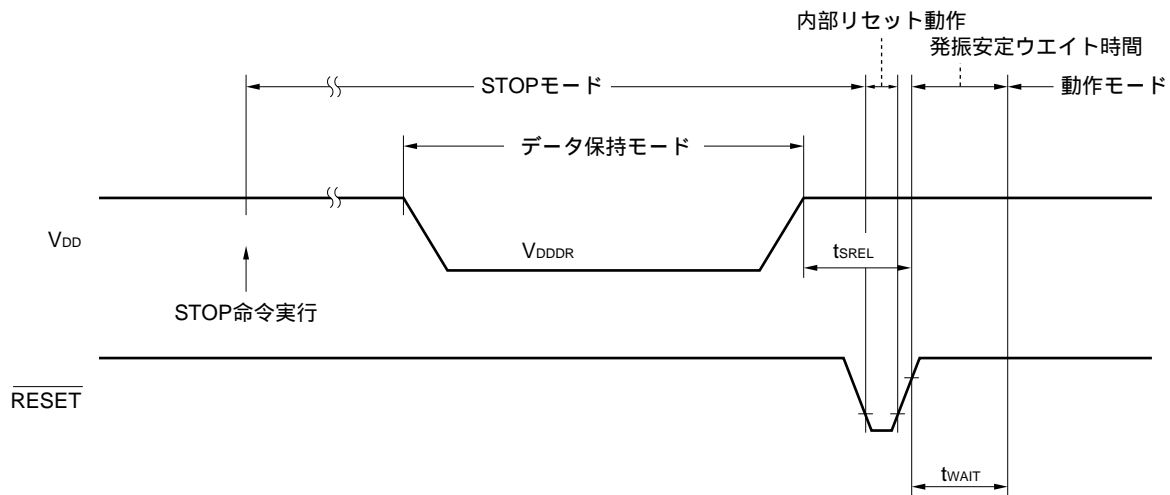 内部リセット動作
発振安定ウエイト時間
STOPモード
動作モード
データ保持モード
VDD
VDDDR
tSREL
STOP命令実行
RESET
tWAIT